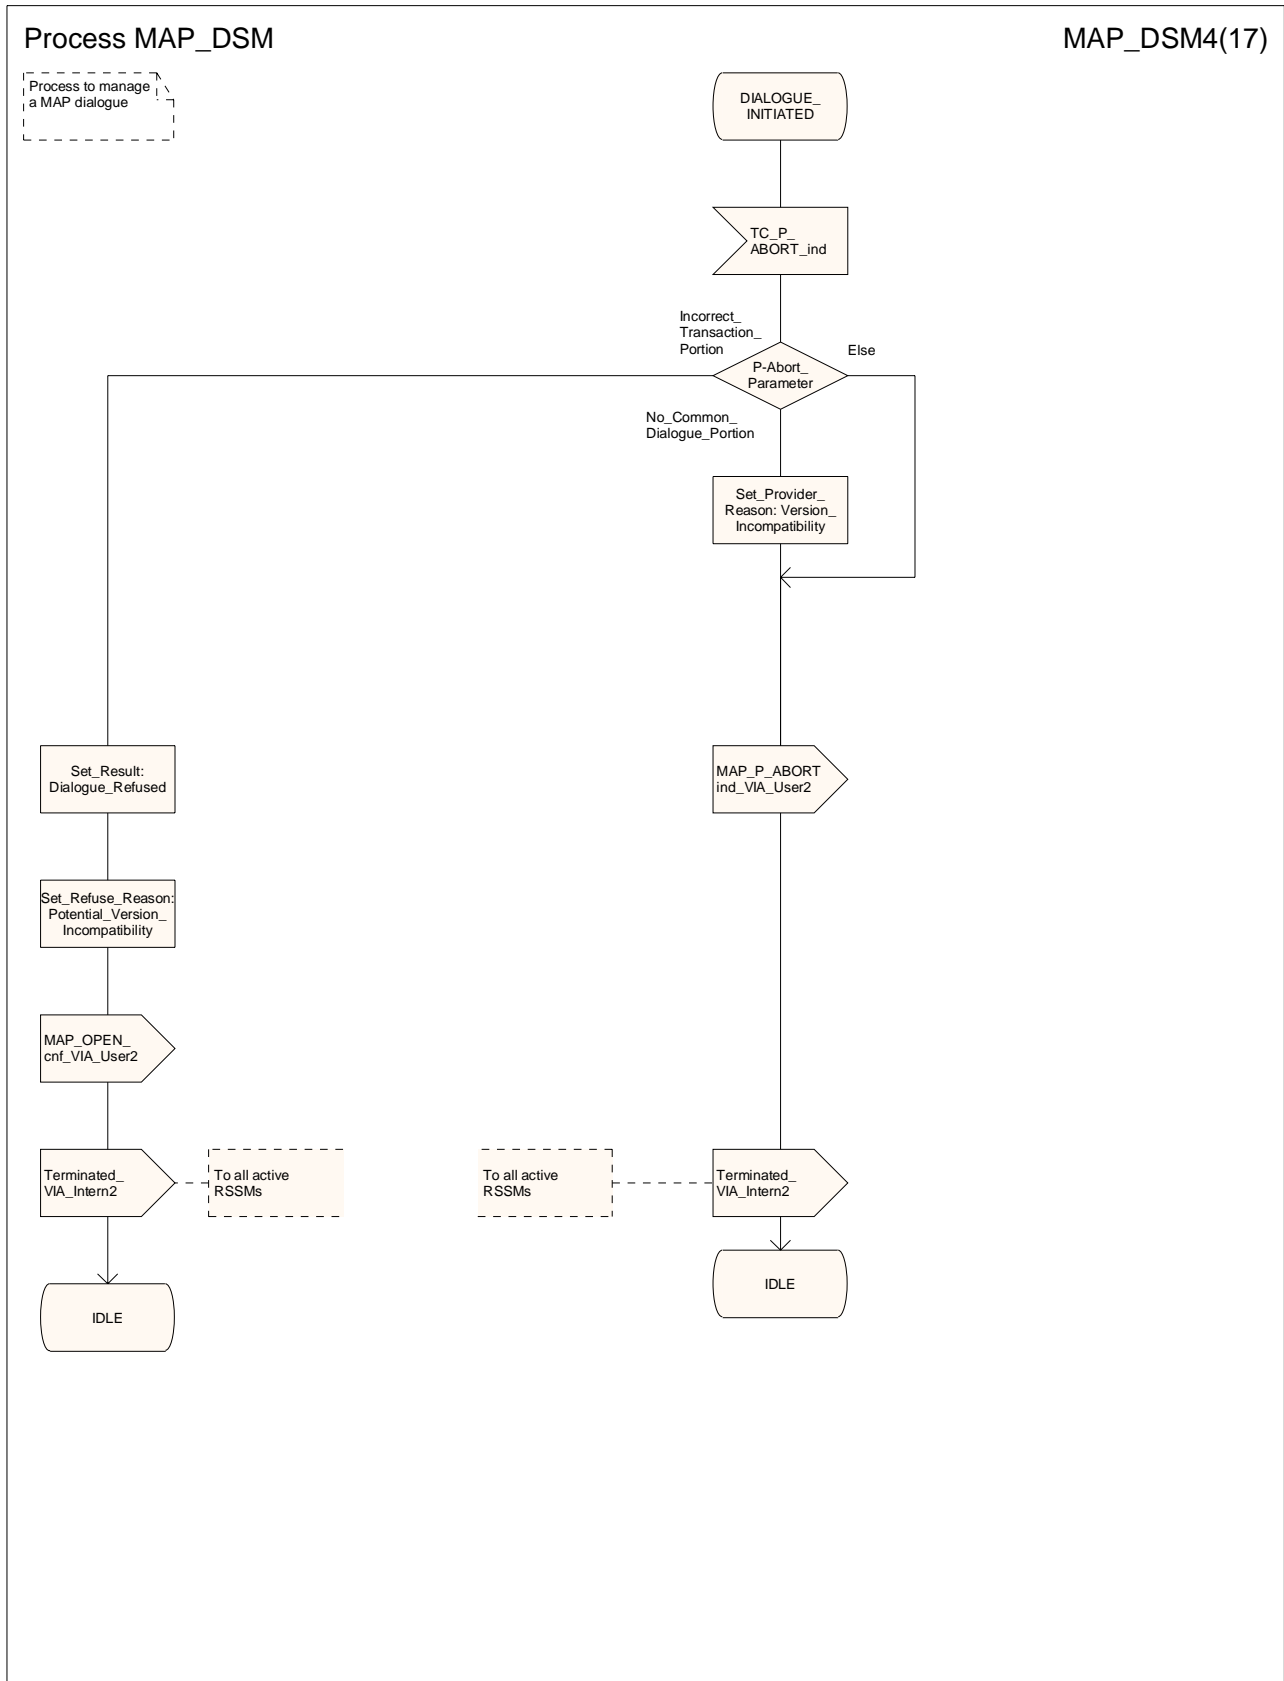 Process MAP_DSM
MAP_DSM4(17)
Process to manage
a MAP dialogue
DIALOGUE_
INITIATED
TC_P_
ABORT_ind
Incorrect_
Transaction_
Portion
Else
P-Abort_
Parameter
No_Common_
Dialogue_Portion
Set_Provider_
Reason: Version_
Incompatibility
Set_Result:
Dialogue_Refused
MAP_P_ABORT
ind_VIA_User2
Set_Refuse_Reason:
Potential_Version_
Incompatibility
MAP_OPEN_
cnf_VIA_User2
Terminated_
VIA_Intern2
To all active
RSSMs
To all active
RSSMs
Terminated_
VIA_Intern2
IDLE
IDLE